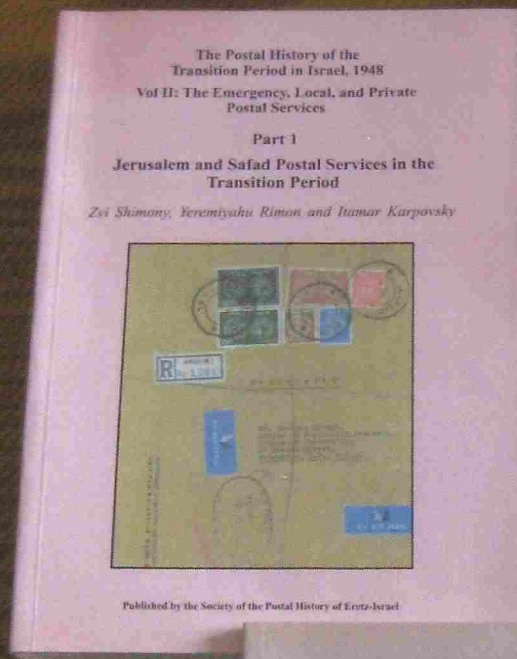 The Postal History of the
Transition Period in Israel, 1948
Vol II: The Emergency, Local, and Private
Postal Services
Part 1
Jerusalem and Safad Postal Services in the
Transition Period
Zvi Shimony, Yeremiyahu Rimon and Itamar Karpovsky
R
Published by the Society of the Postal History of Eretz-Israel